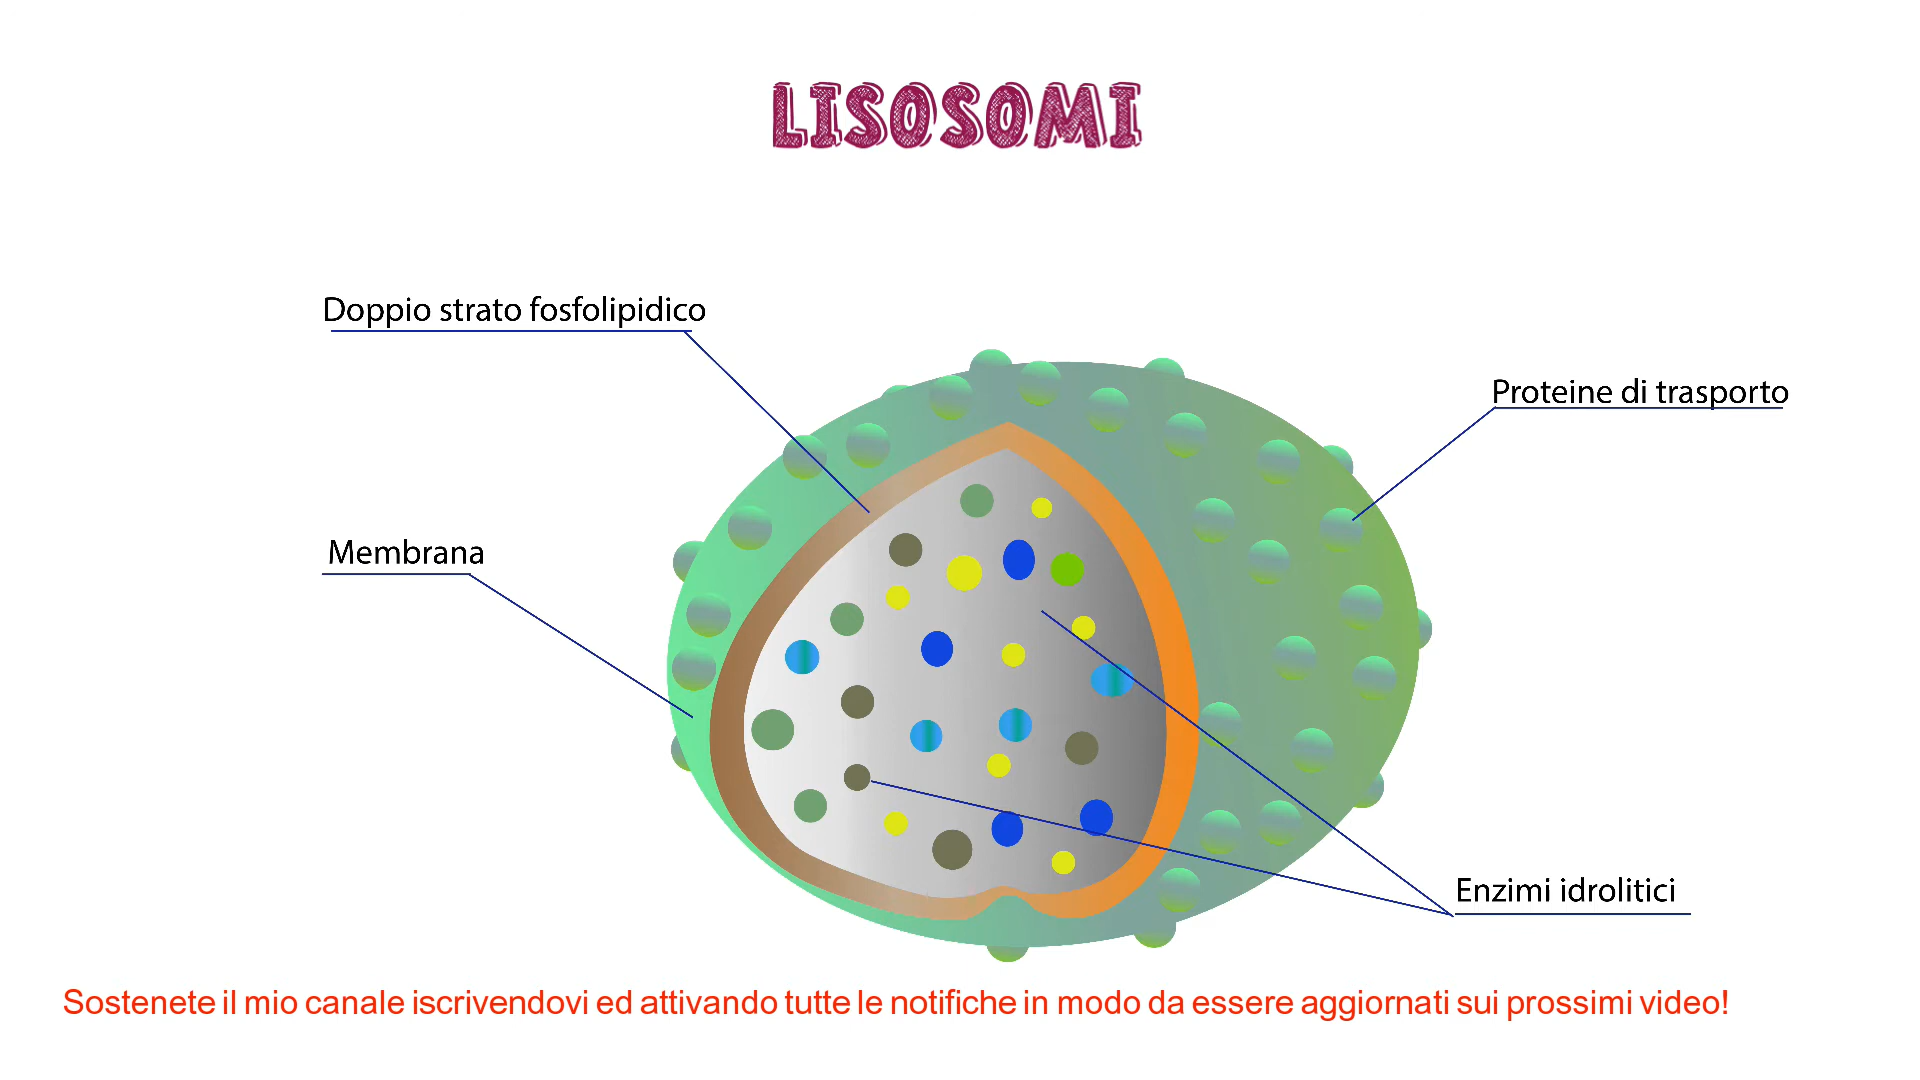 LISOSOMI
Doppio strato fosfolipidico
Proteine di trasporto
Membrana
Enzimi idrolitici
Sostenete il mio canale iscrivendovi ed attivando tutte le notifiche in modo da essere aggiornati sui prossimi video!